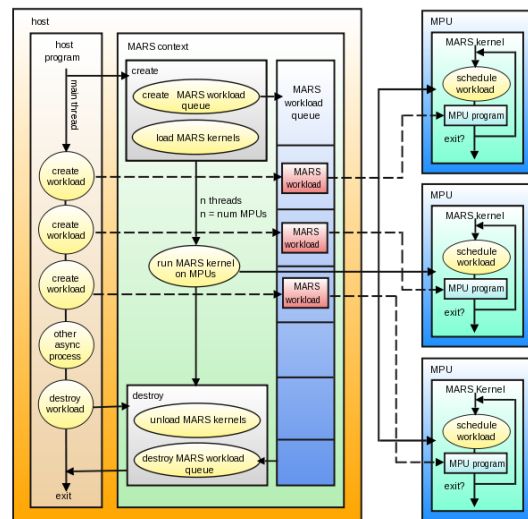 host
host
program
main thread
create
workload
create
workload
create
workload
other
async
process
destroy
workload
exit
MARS context
create
create MARS workload
queue
load MARS kernels
n threads
n = num MPUs
run MARS kernel
on MPUs
destroy
unload MARS kernels
destroy MARS workload
queue
MARS
workload
queue
MARS
workload
MARS
workload
MARS
workload
MPU
MARS kernel
schedule
workload
MPU program
exit?
MPU
MARS kernel
schedule
workload
MPU program
exit?
MPU
MARS Kernel
schedule
workload
MPU program
exit?